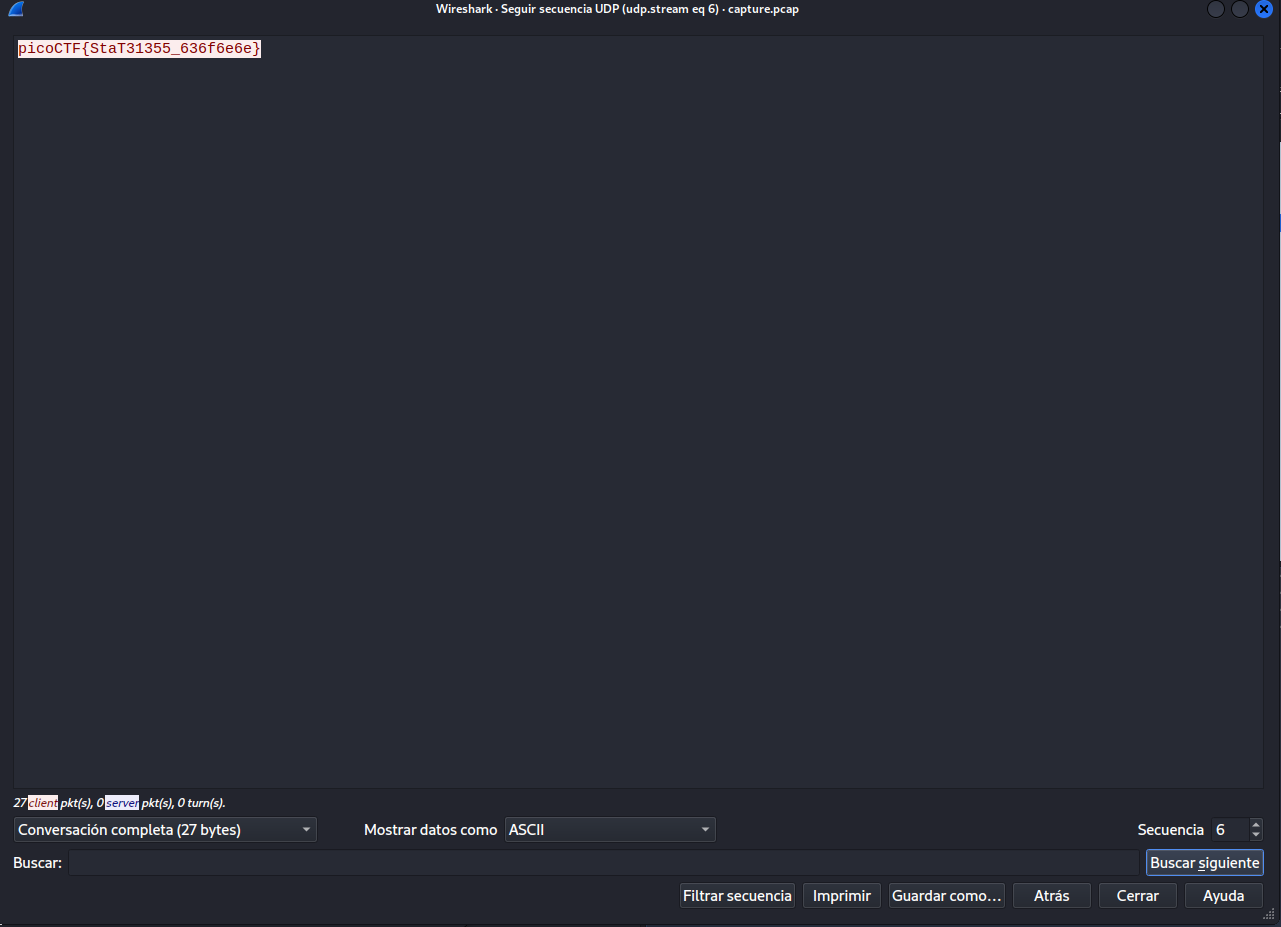 Wireshark · Seguir secuencia UDP (udp.stream eq 6) · capture.pcap
picoCTF{StaT31355_636f6e6e}
27 client pkt(s), 0 server pkt(s), 0 turn(s).
Conversación completa (27 bytes) Mostrar datos como ASCII Secuencia 6
Buscar: Buscar siguiente
Filtrar secuencia Imprimir Guardar como… Atrás Cerrar Ayuda